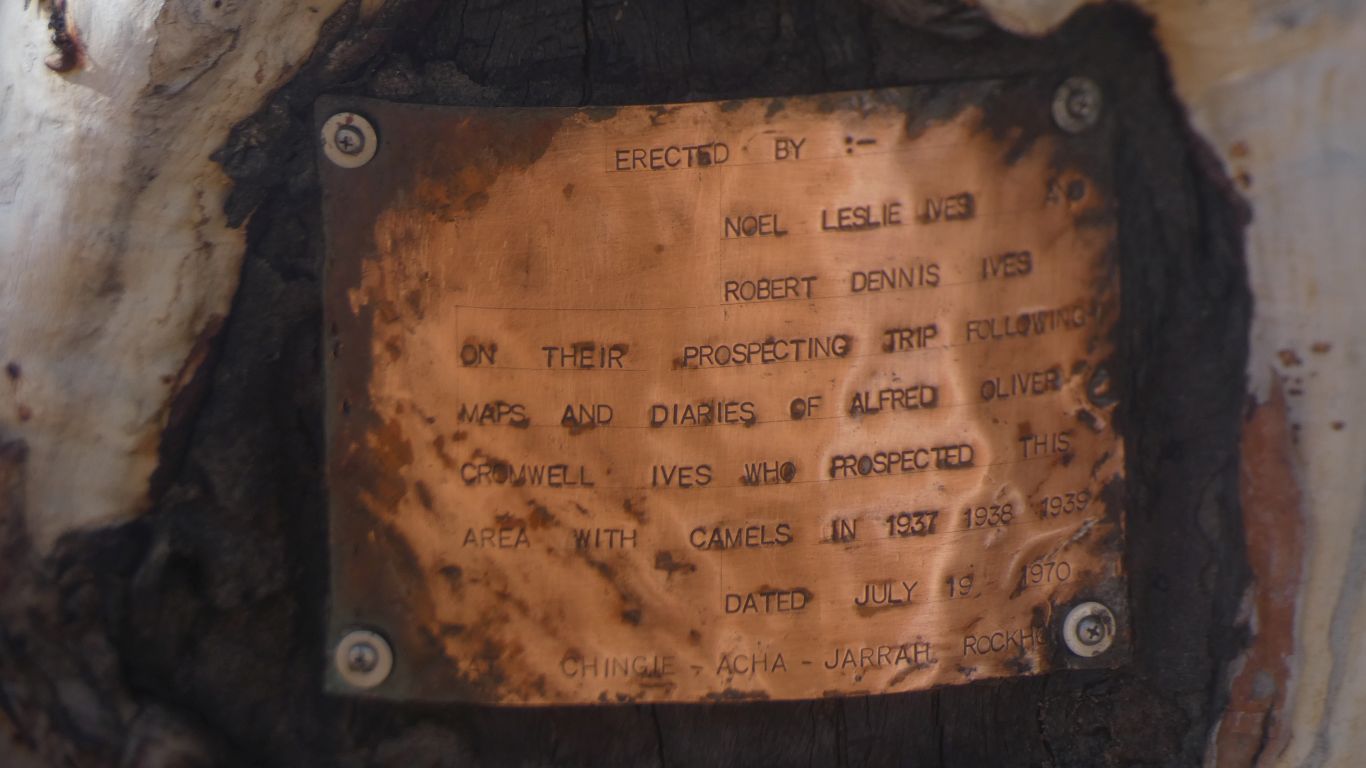 ERECTED BY :-
NOEL LESLIE IVES
ROBERT DENNIS IVES
ON THEIR PROSPECTING TRIP FOLLOWING
MAPS AND DIARIES OF ALFRED OLIVER
CROMWELL IVES WHO PROSPECTED THIS
AREA WITH CAMELS IN 1937 1938 1939
DATED JULY 19 1970
AT CHINGIE - ACHA - JARRAH